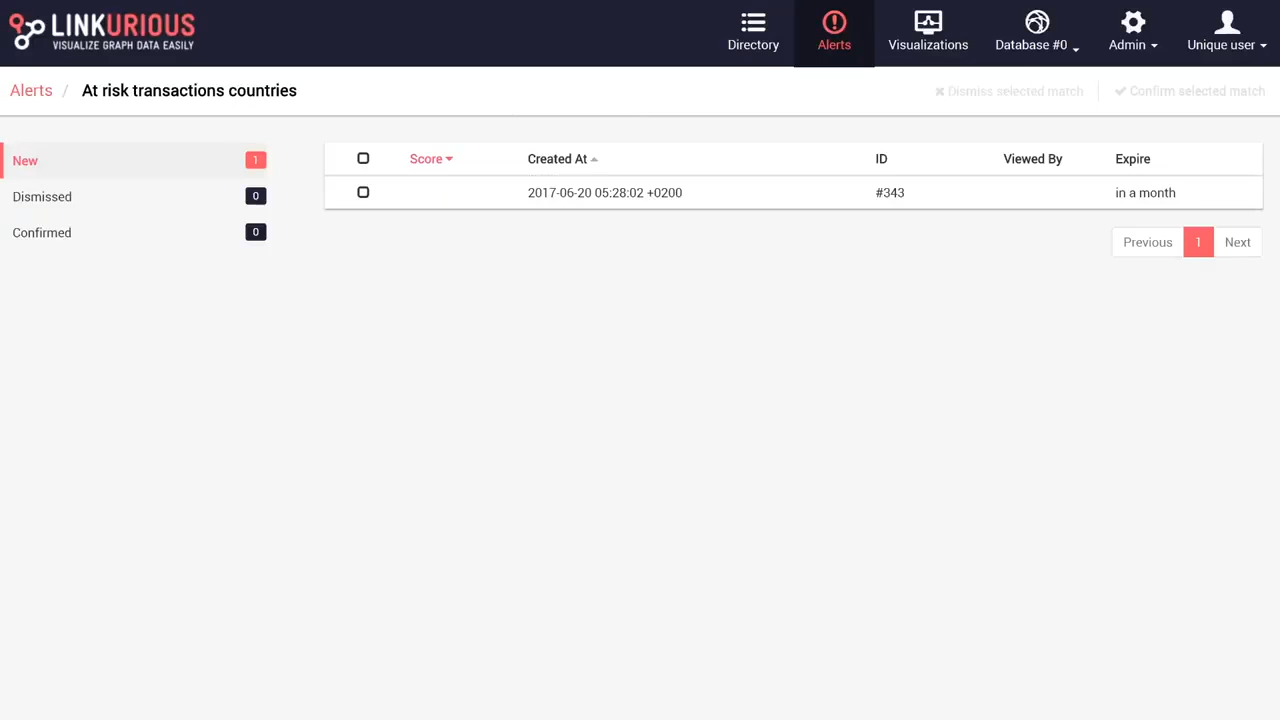 LINKURIOUS
VISUALIZE GRAPH DATA EASILY
Directory
Alerts
Visualizations
Database #0
Admin
Unique user
Alerts / At risk transactions countries
Dismiss selected match
Confirm selected match
New 1
Dismissed 0
Confirmed 0
Score Created At ID Viewed By Expire
2017-06-20 05:28:02 +0200 #343 in a month
Previous 1 Next